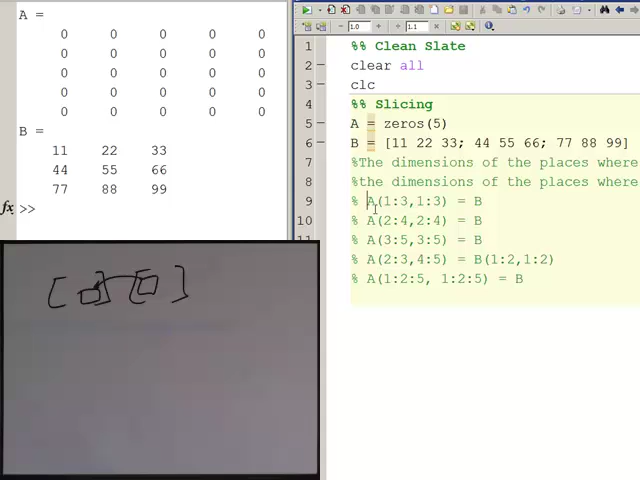 A =
0 0 0 0 0
0 0 0 0 0
0 0 0 0 0
0 0 0 0 0
0 0 0 0 0
B =
11 22 33
44 55 66
77 88 99
fx >>
1.0
1.1
1 %% Clean Slate
2 clear all
3 clc
4 %% Slicing
5 A = zeros(5)
6 B = [11 22 33; 44 55 66; 77 88 99]
7 %The dimensions of the places where
8 %the dimensions of the places where
9 % A(1:3,1:3) = B
10 % A(2:4,2:4) = B
11 % A(3:5,3:5) = B
12 % A(2:3,4:5) = B(1:2,1:2)
13 % A(1:2:5, 1:2:5) = B